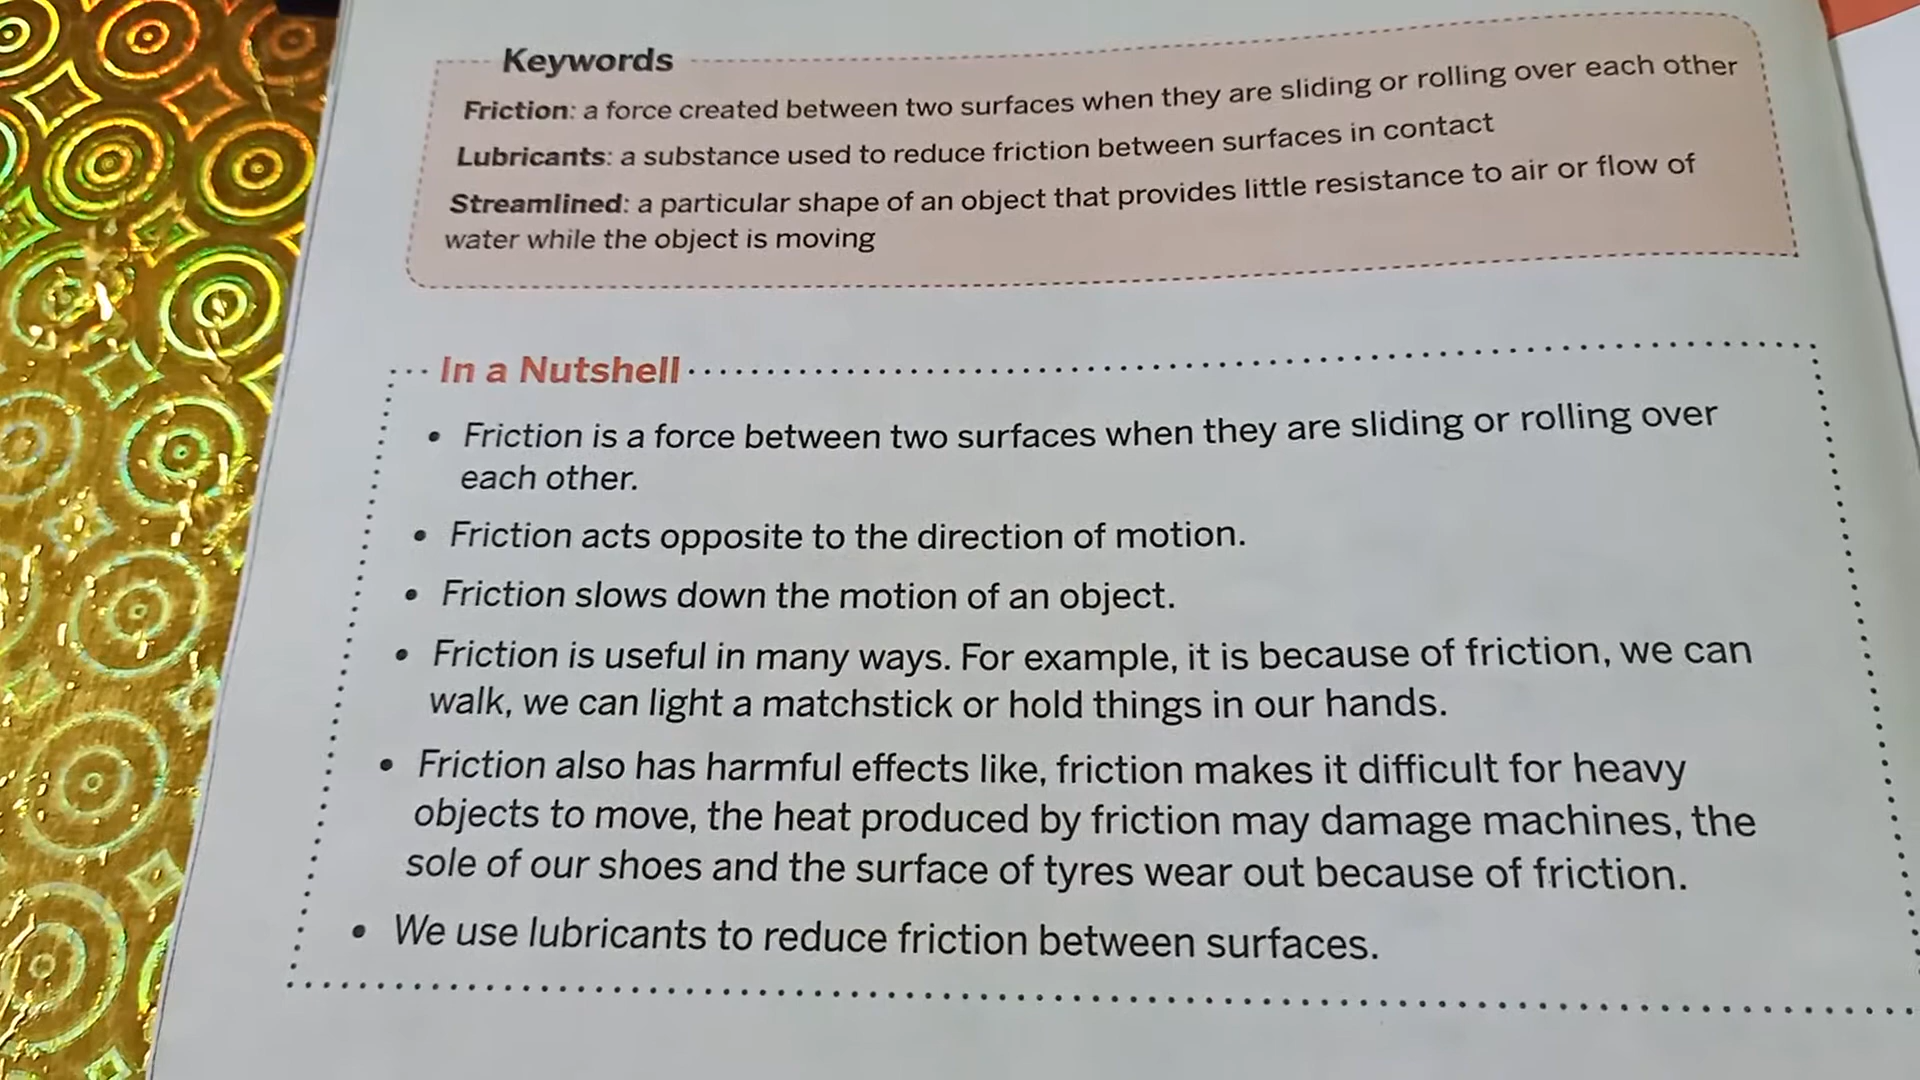 Keywords
Friction: a force created between two surfaces when they are sliding or rolling over each other
Lubricants: a substance used to reduce friction between surfaces in contact
Streamlined: a particular shape of an object that provides little resistance to air or flow of
water while the object is moving
In a Nutshell
• Friction is a force between two surfaces when they are sliding or rolling over
each other.
• Friction acts opposite to the direction of motion.
• Friction slows down the motion of an object.
• Friction is useful in many ways. For example, it is because of friction, we can
walk, we can light a matchstick or hold things in our hands.
• Friction also has harmful effects like, friction makes it difficult for heavy
objects to move, the heat produced by friction may damage machines, the
sole of our shoes and the surface of tyres wear out because of friction.
• We use lubricants to reduce friction between surfaces.